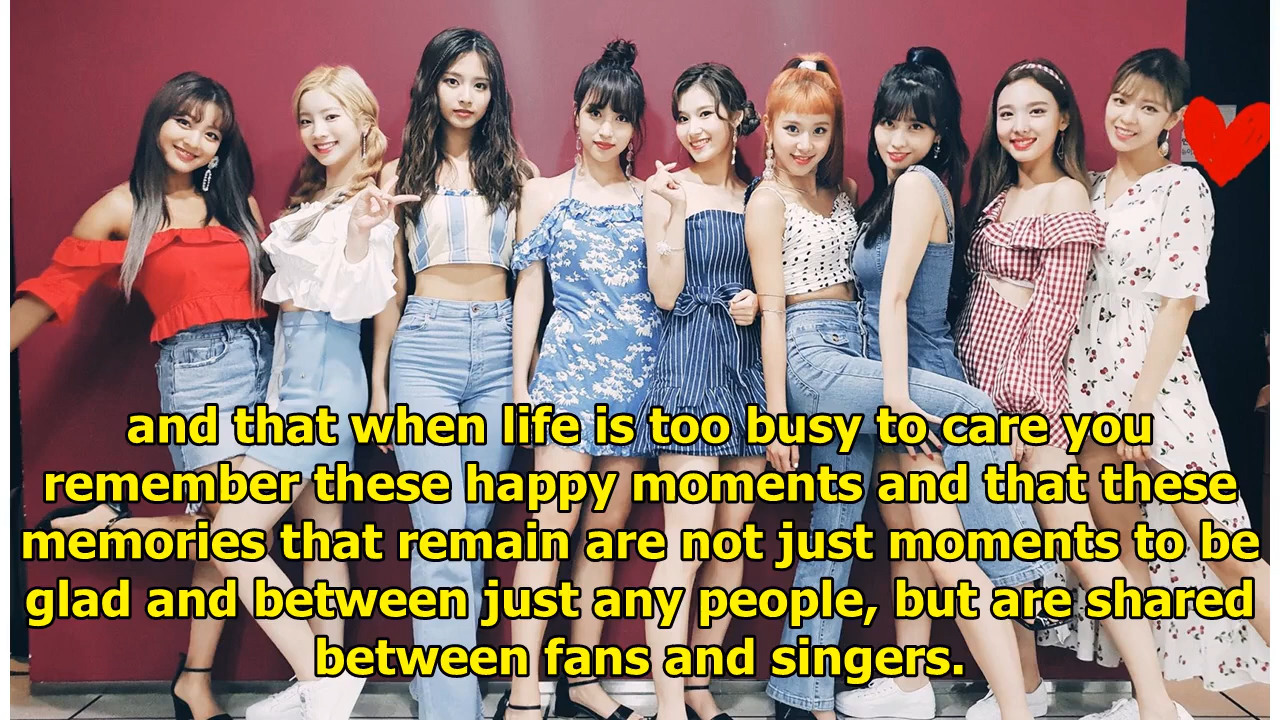 and that when life is too busy to care you
remember these happy moments and that these
memories that remain are not just moments to be
glad and between just any people, but are shared
between fans and singers.